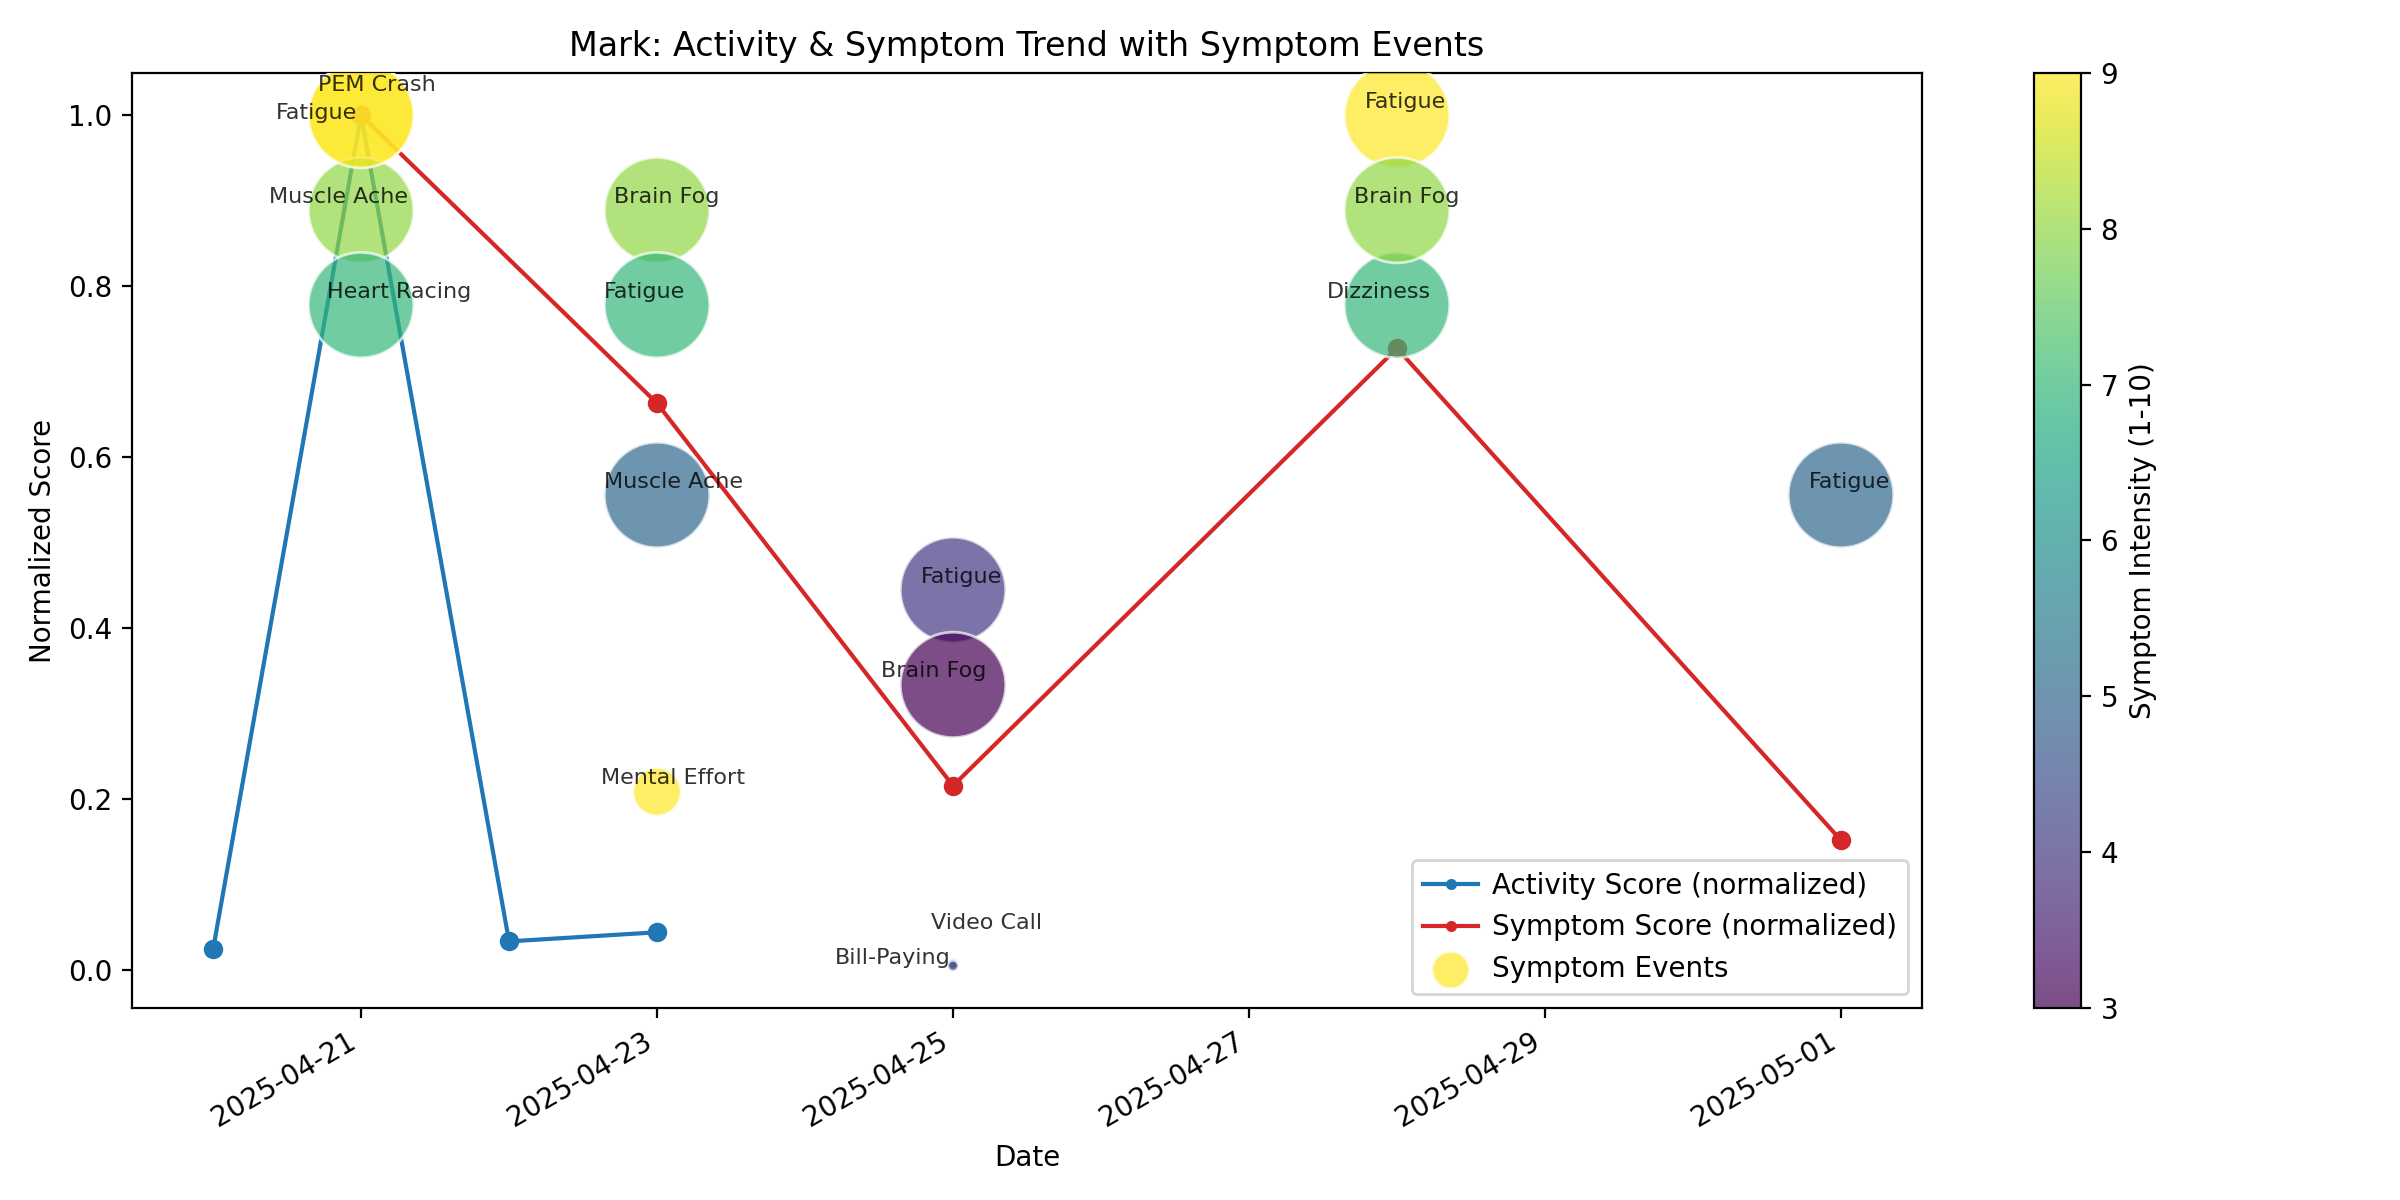 Mark: Activity & Symptom Trend with Symptom Events
PEM Crash
Fatigue
Muscle Ache
Heart Racing
Brain Fog
Fatigue
Muscle Ache
Mental Effort
Fatigue
Brain Fog
Video Call
Bill-Paying
Fatigue
Brain Fog
Dizziness
Fatigue
Normalized Score
1.0
0.8
0.6
0.4
0.2
0.0
2025-04-21
2025-04-23
2025-04-25
2025-04-27
2025-04-29
2025-05-01
Date
Activity Score (normalized)
Symptom Score (normalized)
Symptom Events
9
8
7
6
5
4
3
Symptom Intensity (1-10)